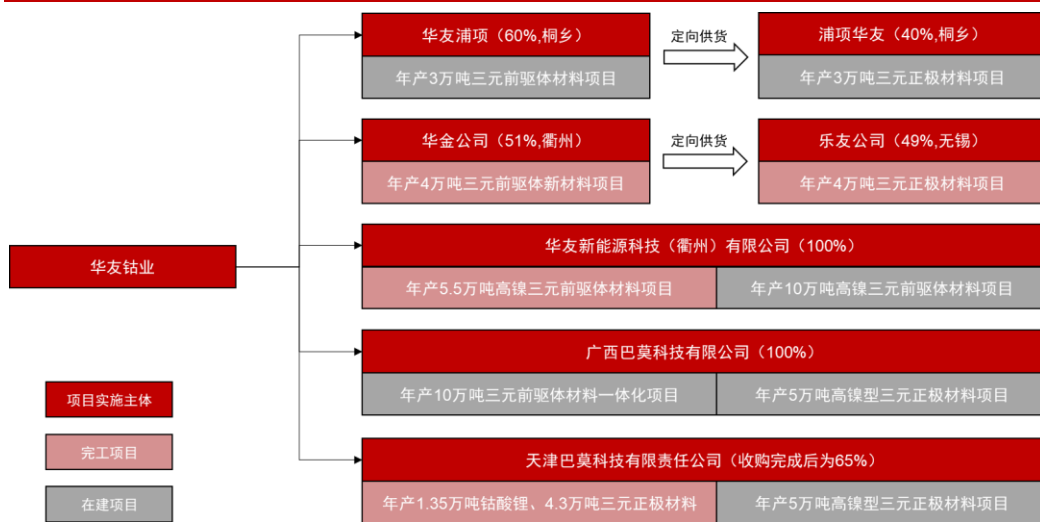 华友浦项（60%,桐乡）
定向供货
浦项华友（40%,桐乡）
年产3万吨三元前驱体材料项目
年产3万吨三元正极材料项目
华金公司（51%,衢州）
定向供货
乐友公司（49%,无锡）
年产4万吨三元前驱体新材料项目
年产4万吨三元正极材料项目
华友钴业
华友新能源科技（衢州）有限公司（100%）
年产5.5万吨高镍三元前驱体材料项目
年产10万吨高镍三元前驱体材料项目
广西巴莫科技有限公司（100%）
年产10万吨三元前驱体材料一体化项目
年产5万吨高镍型三元正极材料项目
天津巴莫科技有限责任公司（收购完成后为65%）
年产1.35万吨钴酸锂、4.3万吨三元正极材料
年产5万吨高镍型三元正极材料项目
项目实施主体
完工项目
在建项目